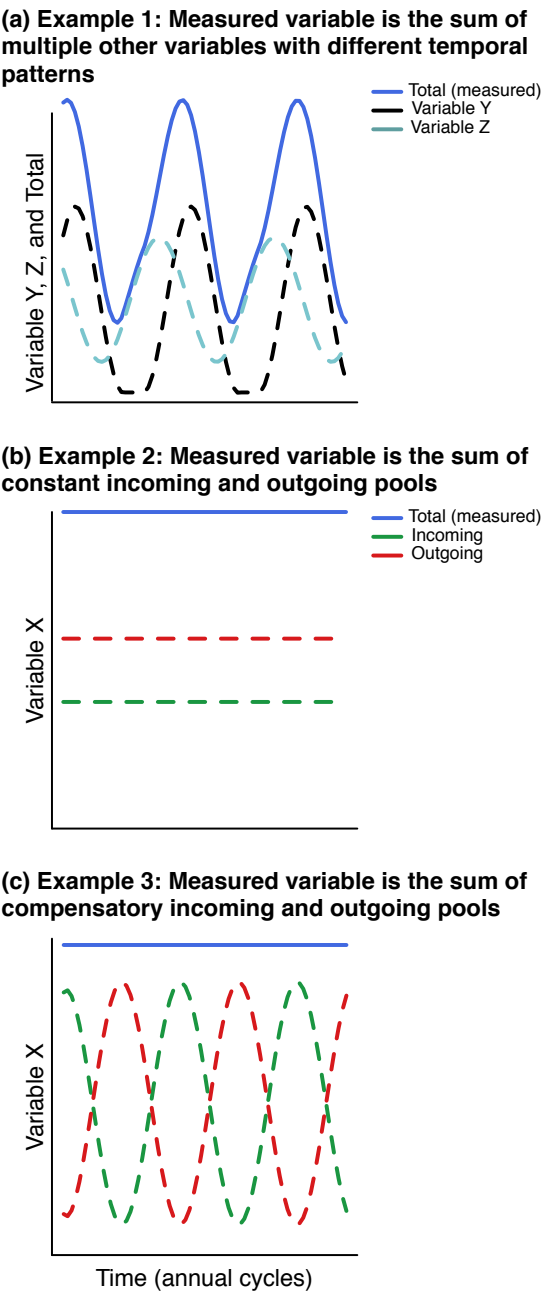 (a) Example 1: Measured variable is the sum of
multiple other variables with different temporal
patterns
Total (measured)
Variable Y
Variable Z
Variable Y, Z, and Total
(b) Example 2: Measured variable is the sum of
constant incoming and outgoing pools
Total (measured)
Incoming
Outgoing
Variable X
(c) Example 3: Measured variable is the sum of
compensatory incoming and outgoing pools
Variable X
Time (annual cycles)